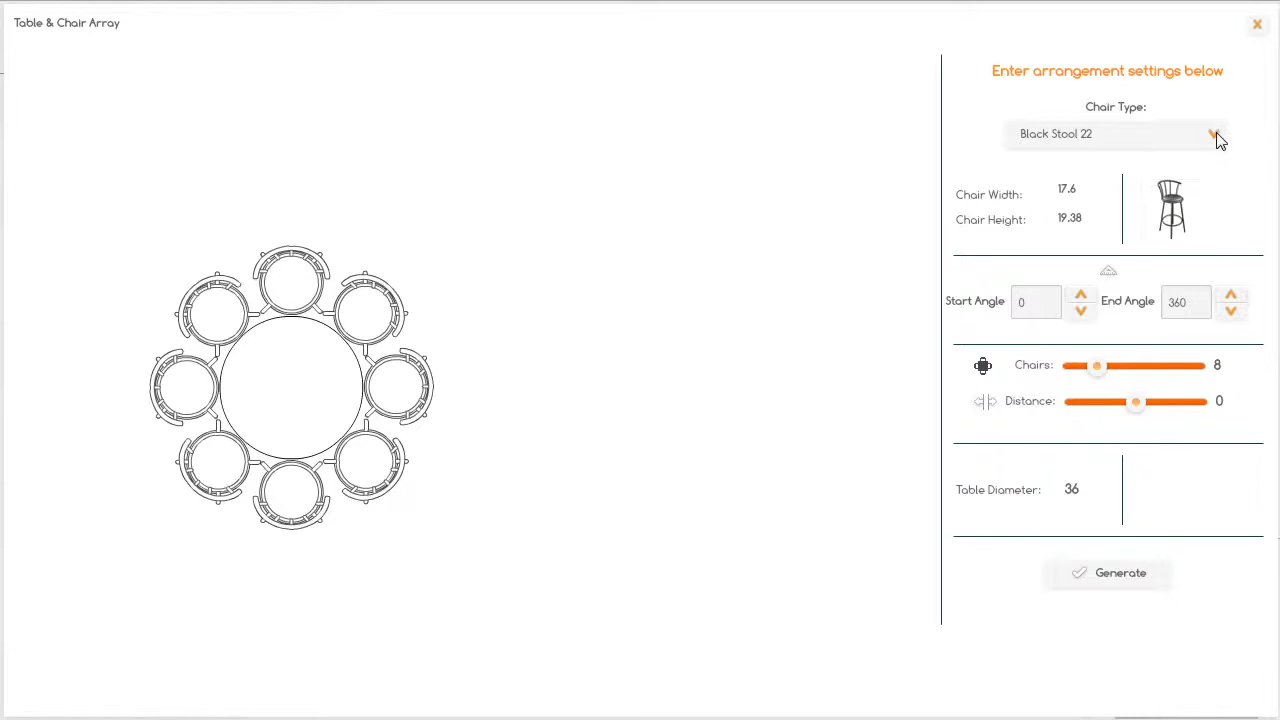 Table & Chair Array
Enter arrangement settings below
Chair Type:
Black Stool 22
Chair Width: 17.6
Chair Height: 19.38
Start Angle 0 End Angle 360
Chairs: 8
Distance: 0
Table Diameter: 36
Generate